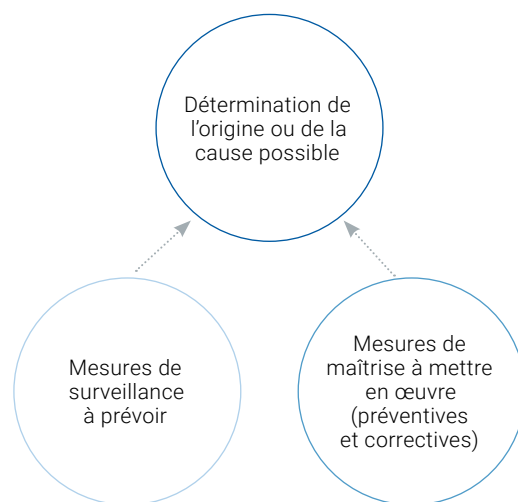 Détermination de
l'origine ou de la
cause possible
Mesures de
surveillance
à prévoir
Mesures de
maîtrise à mettre
en œuvre
(préventives
et correctives)